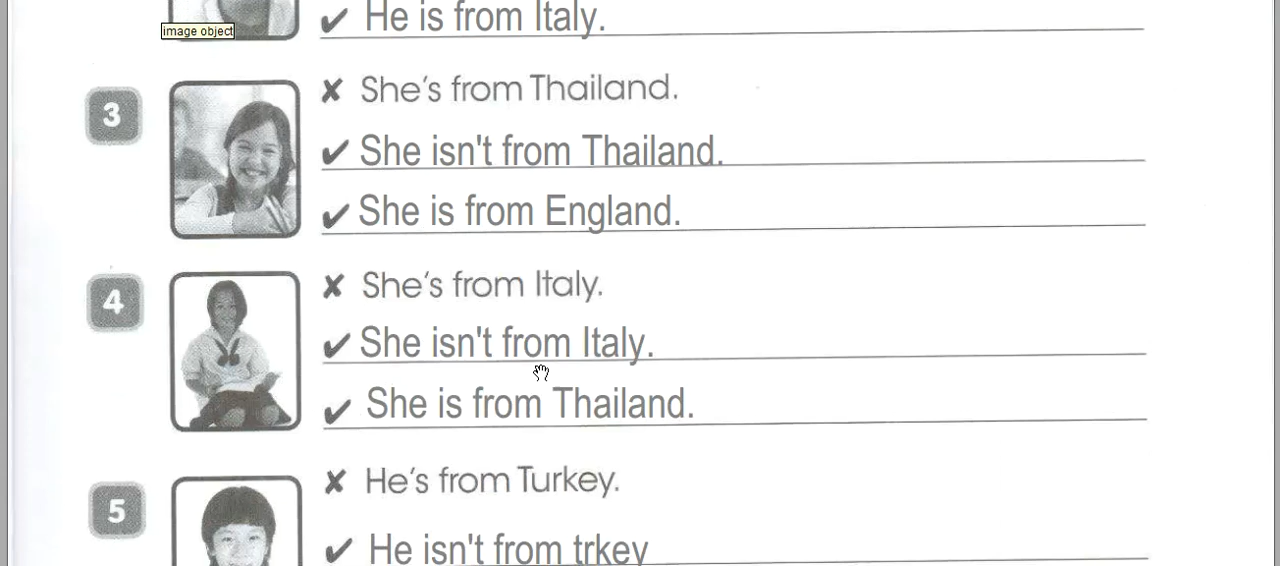 He is from Italy.
image object
3
She's from Thailand.
She isn't from Thailand.
She is from England.
4
She's from Italy.
She isn't from Italy.
She is from Thailand.
5
He's from Turkey.
He isn't from trkey